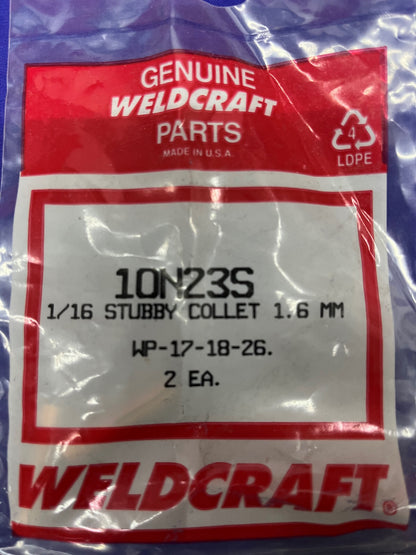 GENUINE
WELDCRAFT
PARTS
MADE IN U.S.A.
4
LDPE
10N23S
1/16 STUBBY COLLET 1.6 MM
WP-17-18-26.
2 EA.
WELDCRAFT®